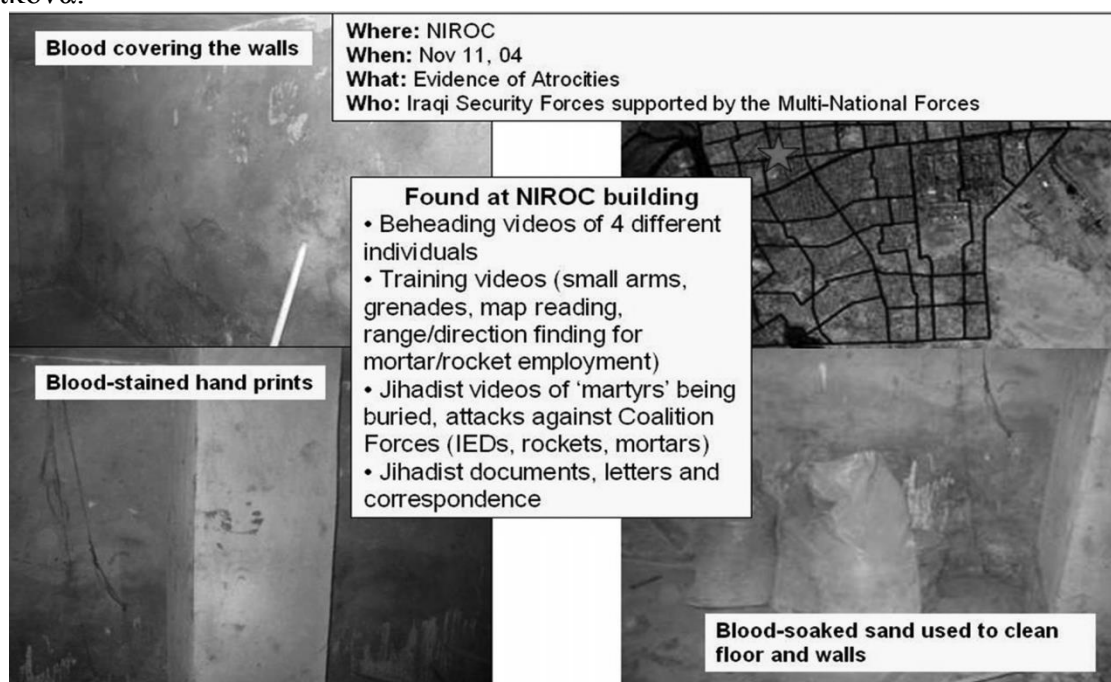 Blood covering the walls
Where: NIROC
When: Nov 11, 04
What: Evidence of Atrocities
Who: Iraqi Security Forces supported by the Multi-National Forces
Found at NIROC building
• Beheading videos of 4 different
individuals
• Training videos (small arms,
grenades, map reading,
range/direction finding for
mortar/rocket employment)
• Jihadist videos of ‘martyrs’ being
buried, attacks against Coalition
Forces (IEDs, rockets, mortars)
• Jihadist documents, letters and
correspondence
Blood-stained hand prints
Blood-soaked sand used to clean
floor and walls